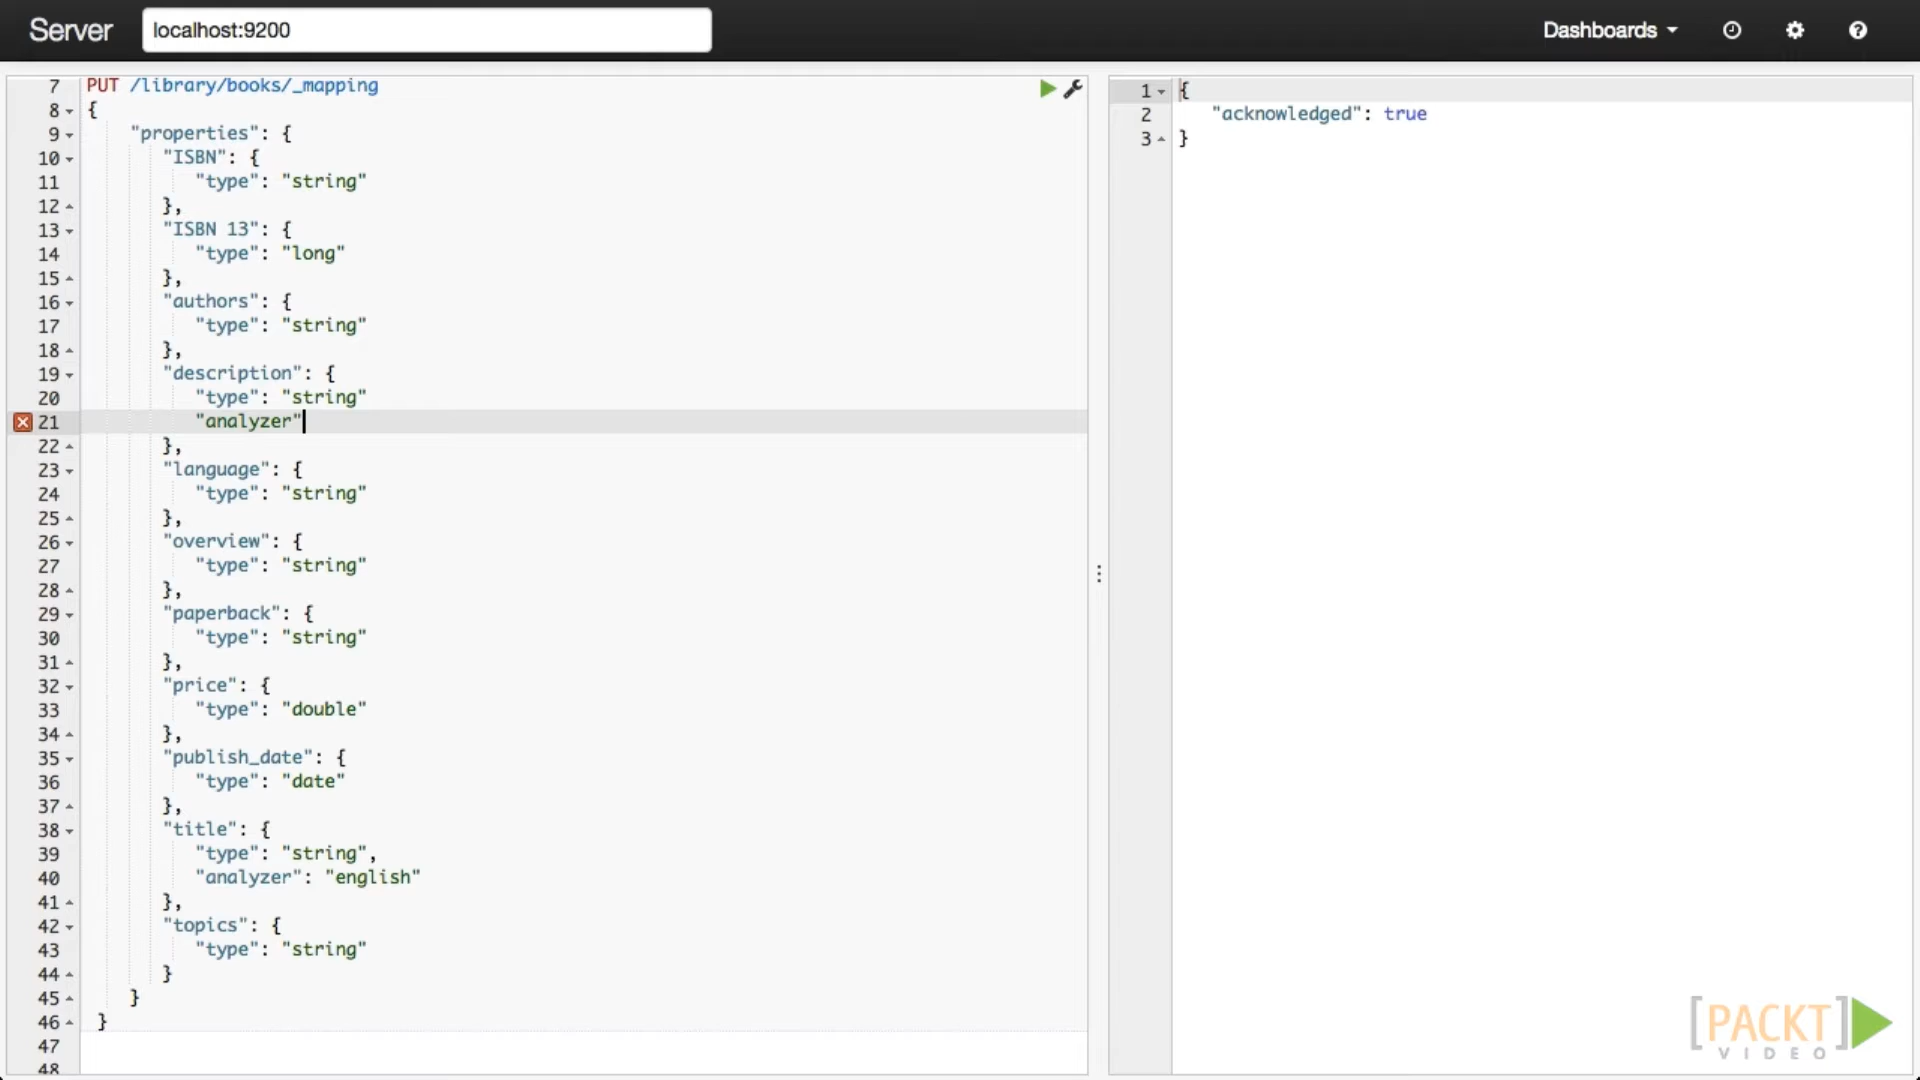 Server localhost:9200 Dashboards
7 PUT /library/books/_mapping
8 {
9 "properties": {
10 "ISBN": {
11 "type": "string"
12 },
13 "ISBN 13": {
14 "type": "long"
15 },
16 "authors": {
17 "type": "string"
18 },
19 "description": {
20 "type": "string"
21 "analyzer"
22 },
23 "language": {
24 "type": "string"
25 },
26 "overview": {
27 "type": "string"
28 },
29 "paperback": {
30 "type": "string"
31 },
32 "price": {
33 "type": "double"
34 },
35 "publish_date": {
36 "type": "date"
37 },
38 "title": {
39 "type": "string",
40 "analyzer": "english"
41 },
42 "topics": {
43 "type": "string"
44 }
45 }
46 }
47
48
1 {
2 "acknowledged": true
3 }
[PACKT]
VIDEO